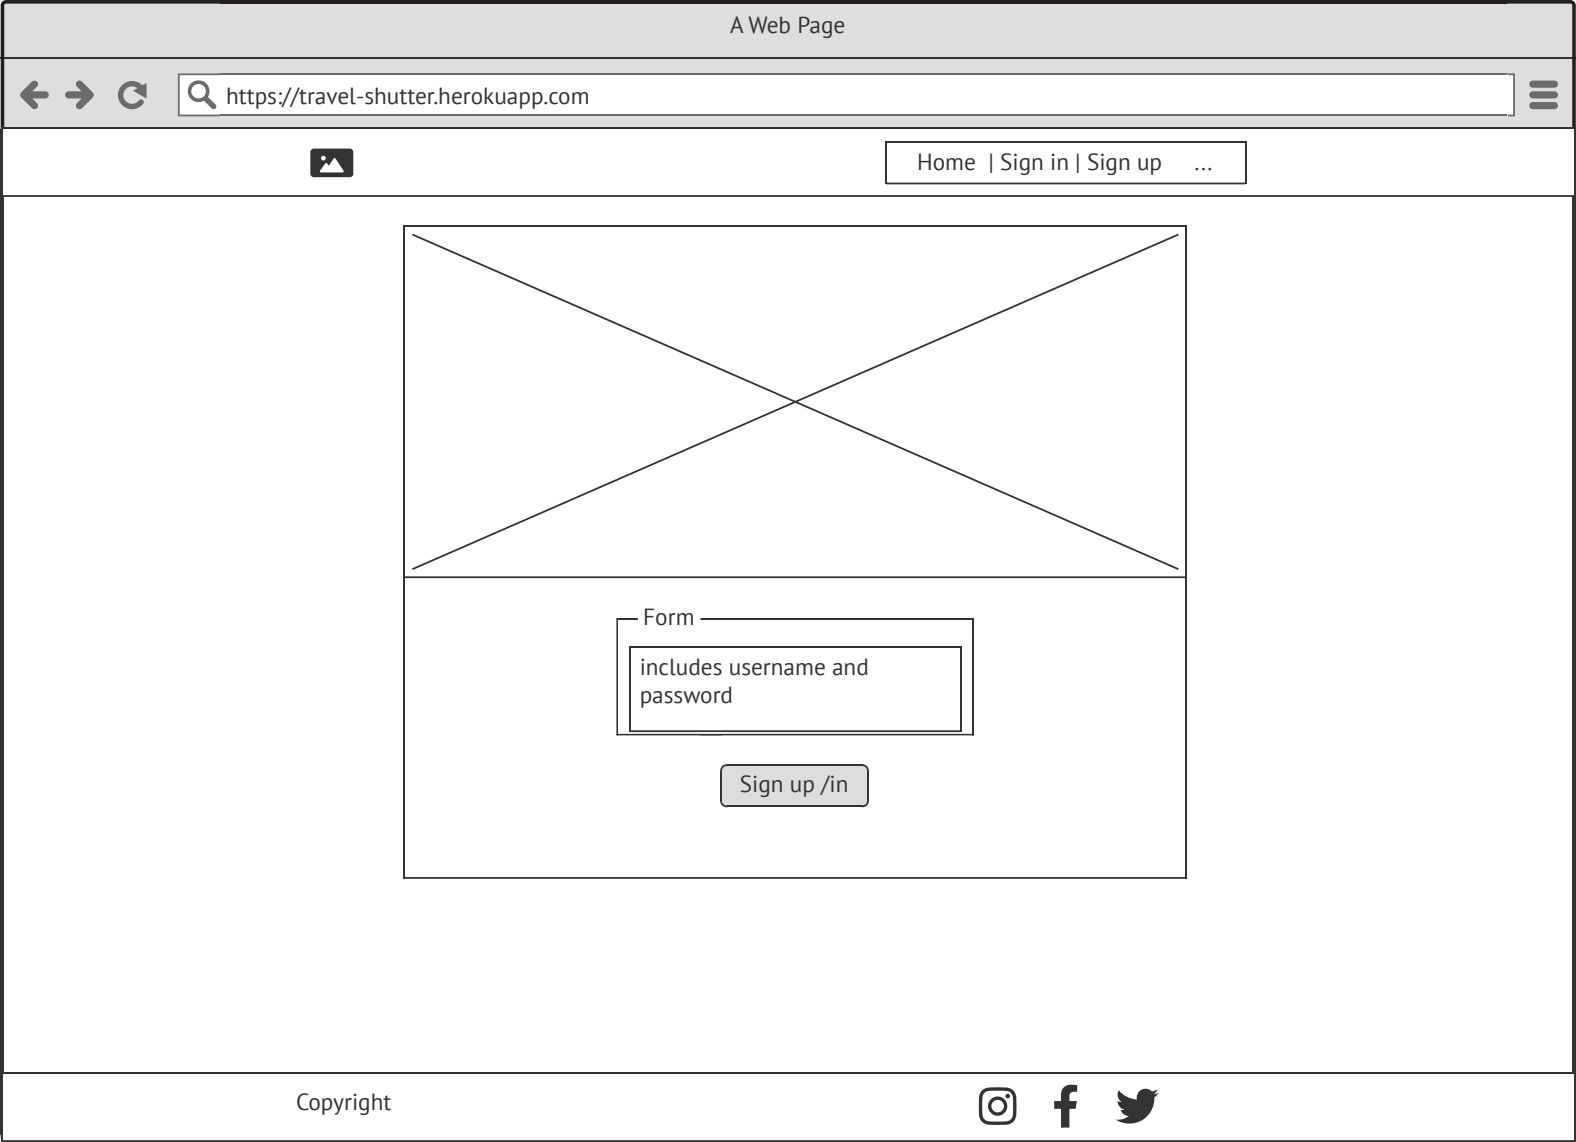 A Web Page
https://travel-shutter.herokuapp.com
Home | Sign in | Sign up ...
Form
includes username and
password
Sign up /in
Copyright